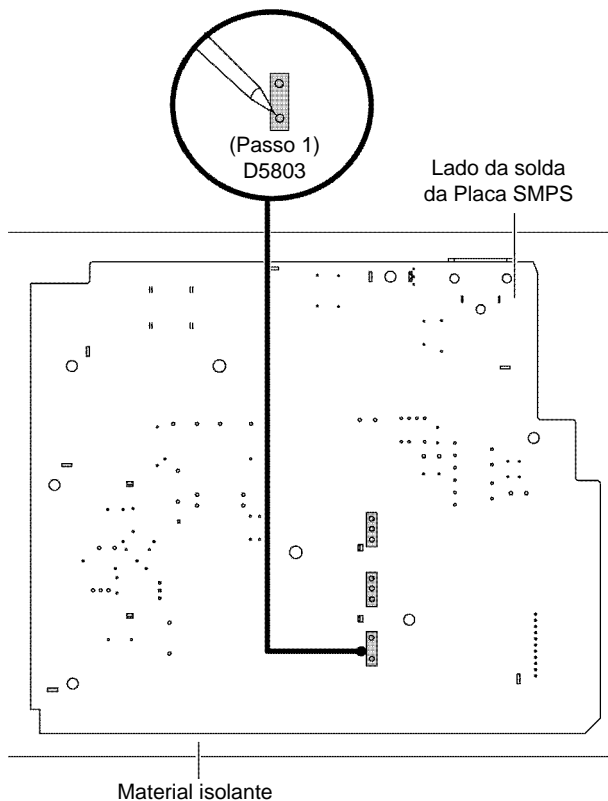 (Passo 1)
D5803
Lado da solda
da Placa SMPS
Material isolante